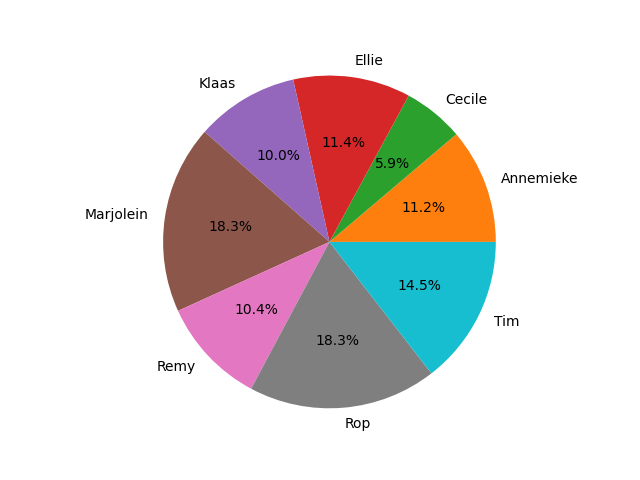 Ellie
Klaas
Cecile
11.4%
10.0%
5.9%
Annemieke
11.2%
Marjolein
18.3%
14.5%
10.4%
Tim
18.3%
Remy
Rop